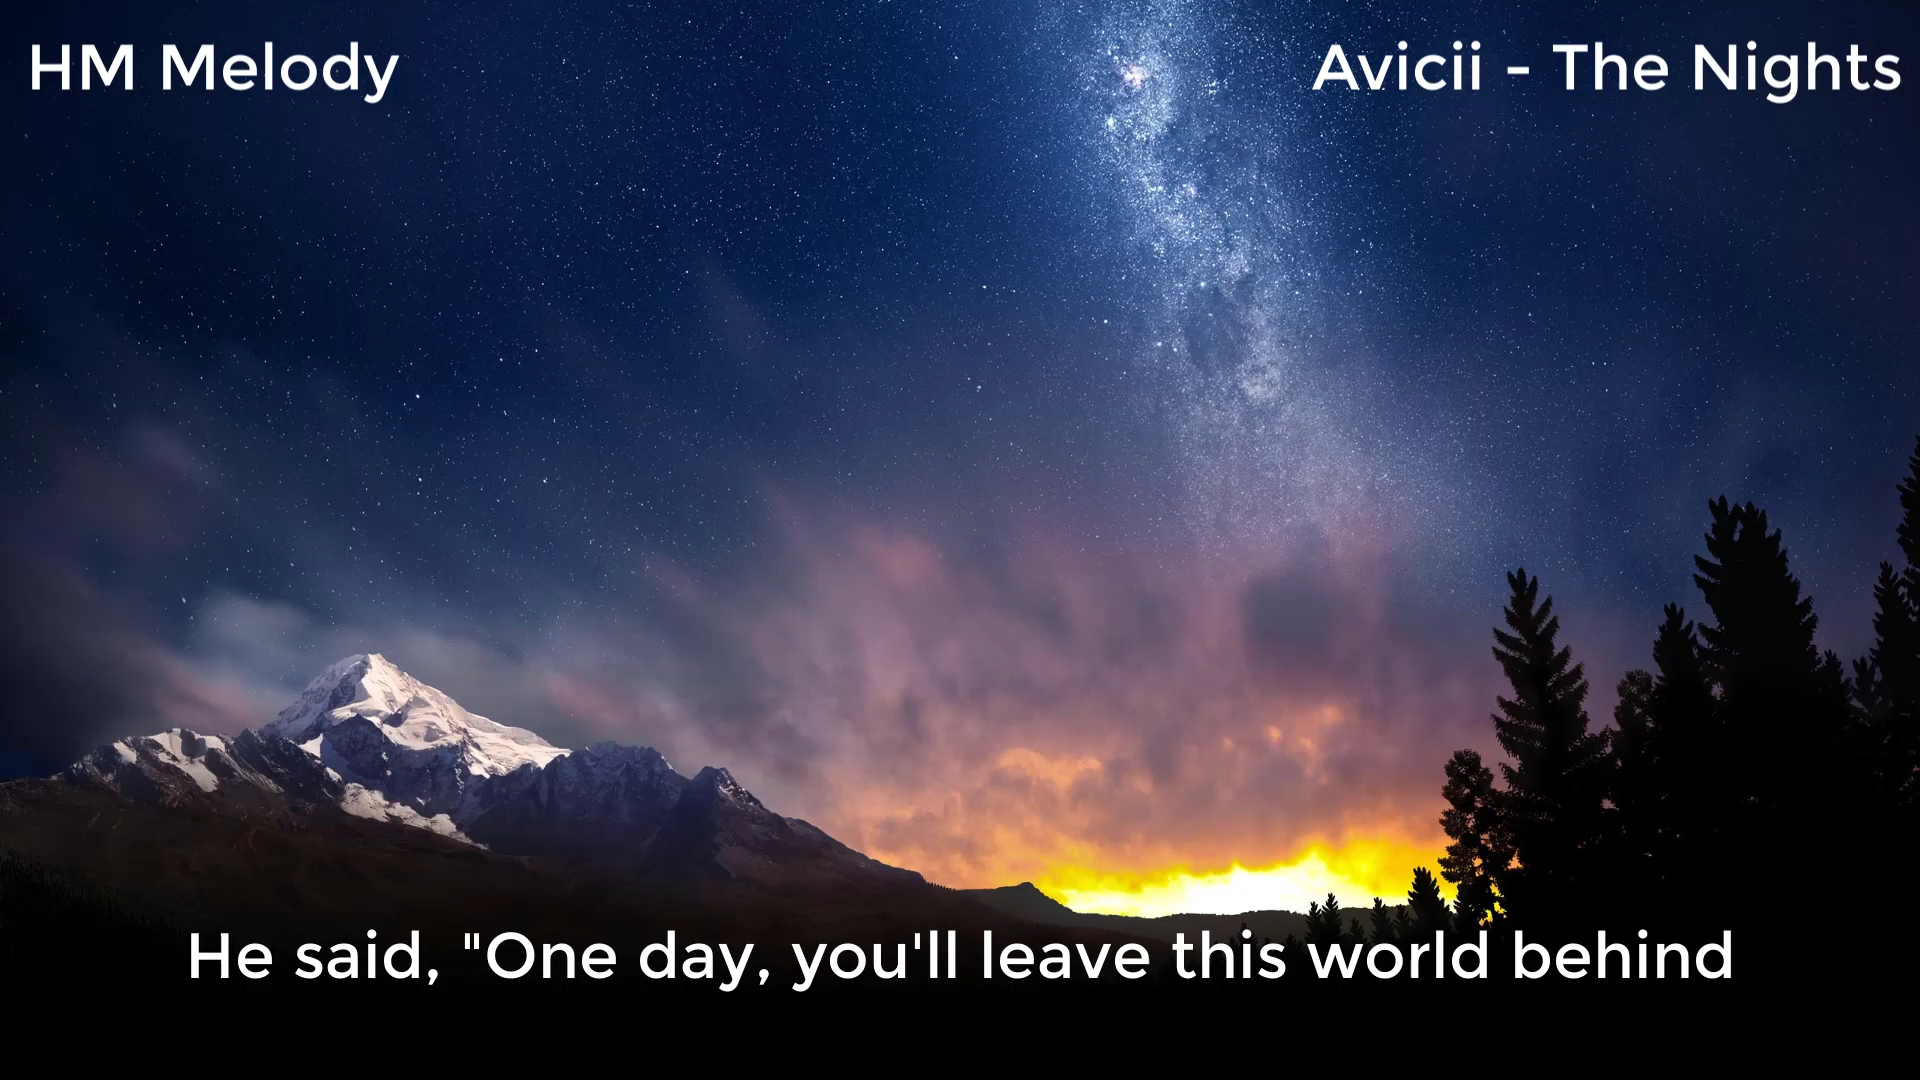 HM Melody
Avicii - The Nights
He said, "One day, you'll leave this world behind